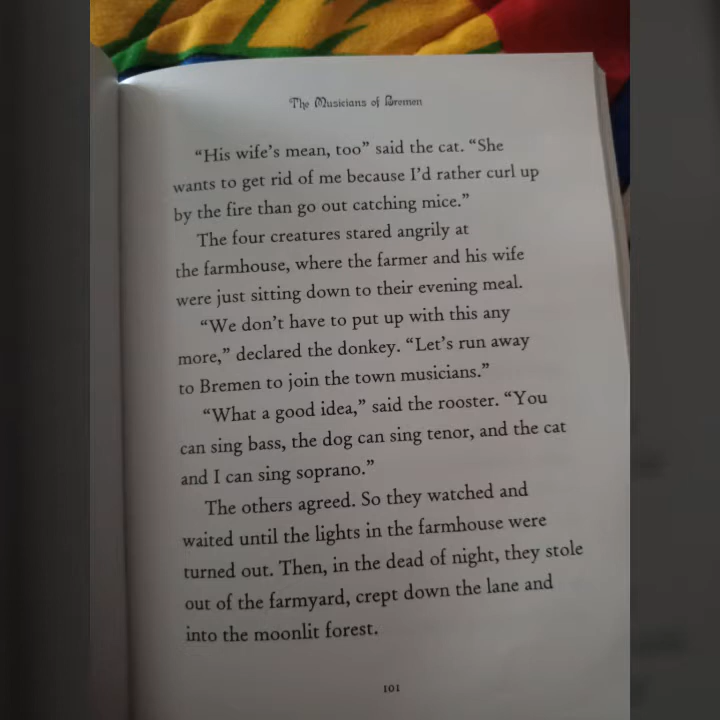 The Musicians of Bremen
“His wife’s mean, too” said the cat. “She
wants to get rid of me because I’d rather curl up
by the fire than go out catching mice.”
The four creatures stared angrily at
the farmhouse, where the farmer and his wife
were just sitting down to their evening meal.
“We don’t have to put up with this any
more,” declared the donkey. “Let’s run away
to Bremen to join the town musicians.”
“What a good idea,” said the rooster. “You
can sing bass, the dog can sing tenor, and the cat
and I can sing soprano.”
The others agreed. So they watched and
waited until the lights in the farmhouse were
turned out. Then, in the dead of night, they stole
out of the farmyard, crept down the lane and
into the moonlit forest.
101